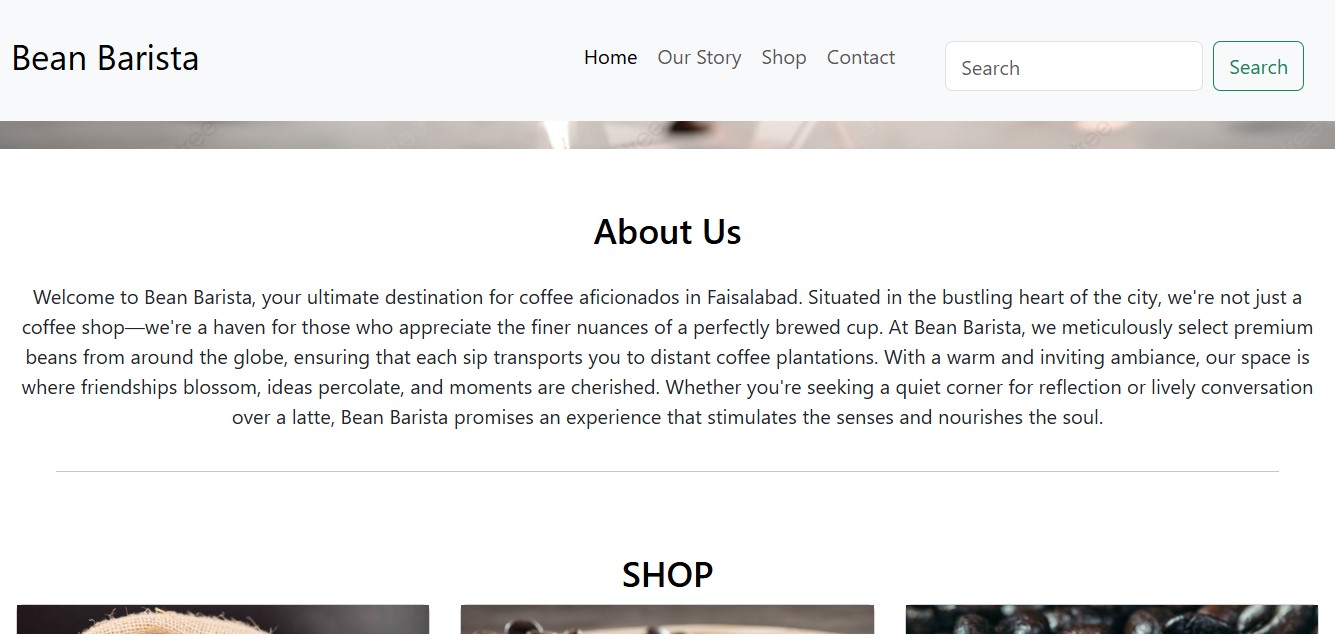 Bean Barista
Home Our Story Shop Contact Search Search
About Us
Welcome to Bean Barista, your ultimate destination for coffee aficionados in Faisalabad. Situated in the bustling heart of the city, we're not just a
coffee shop—we're a haven for those who appreciate the finer nuances of a perfectly brewed cup. At Bean Barista, we meticulously select premium
beans from around the globe, ensuring that each sip transports you to distant coffee plantations. With a warm and inviting ambiance, our space is
where friendships blossom, ideas percolate, and moments are cherished. Whether you're seeking a quiet corner for reflection or lively conversation
over a latte, Bean Barista promises an experience that stimulates the senses and nourishes the soul.
SHOP